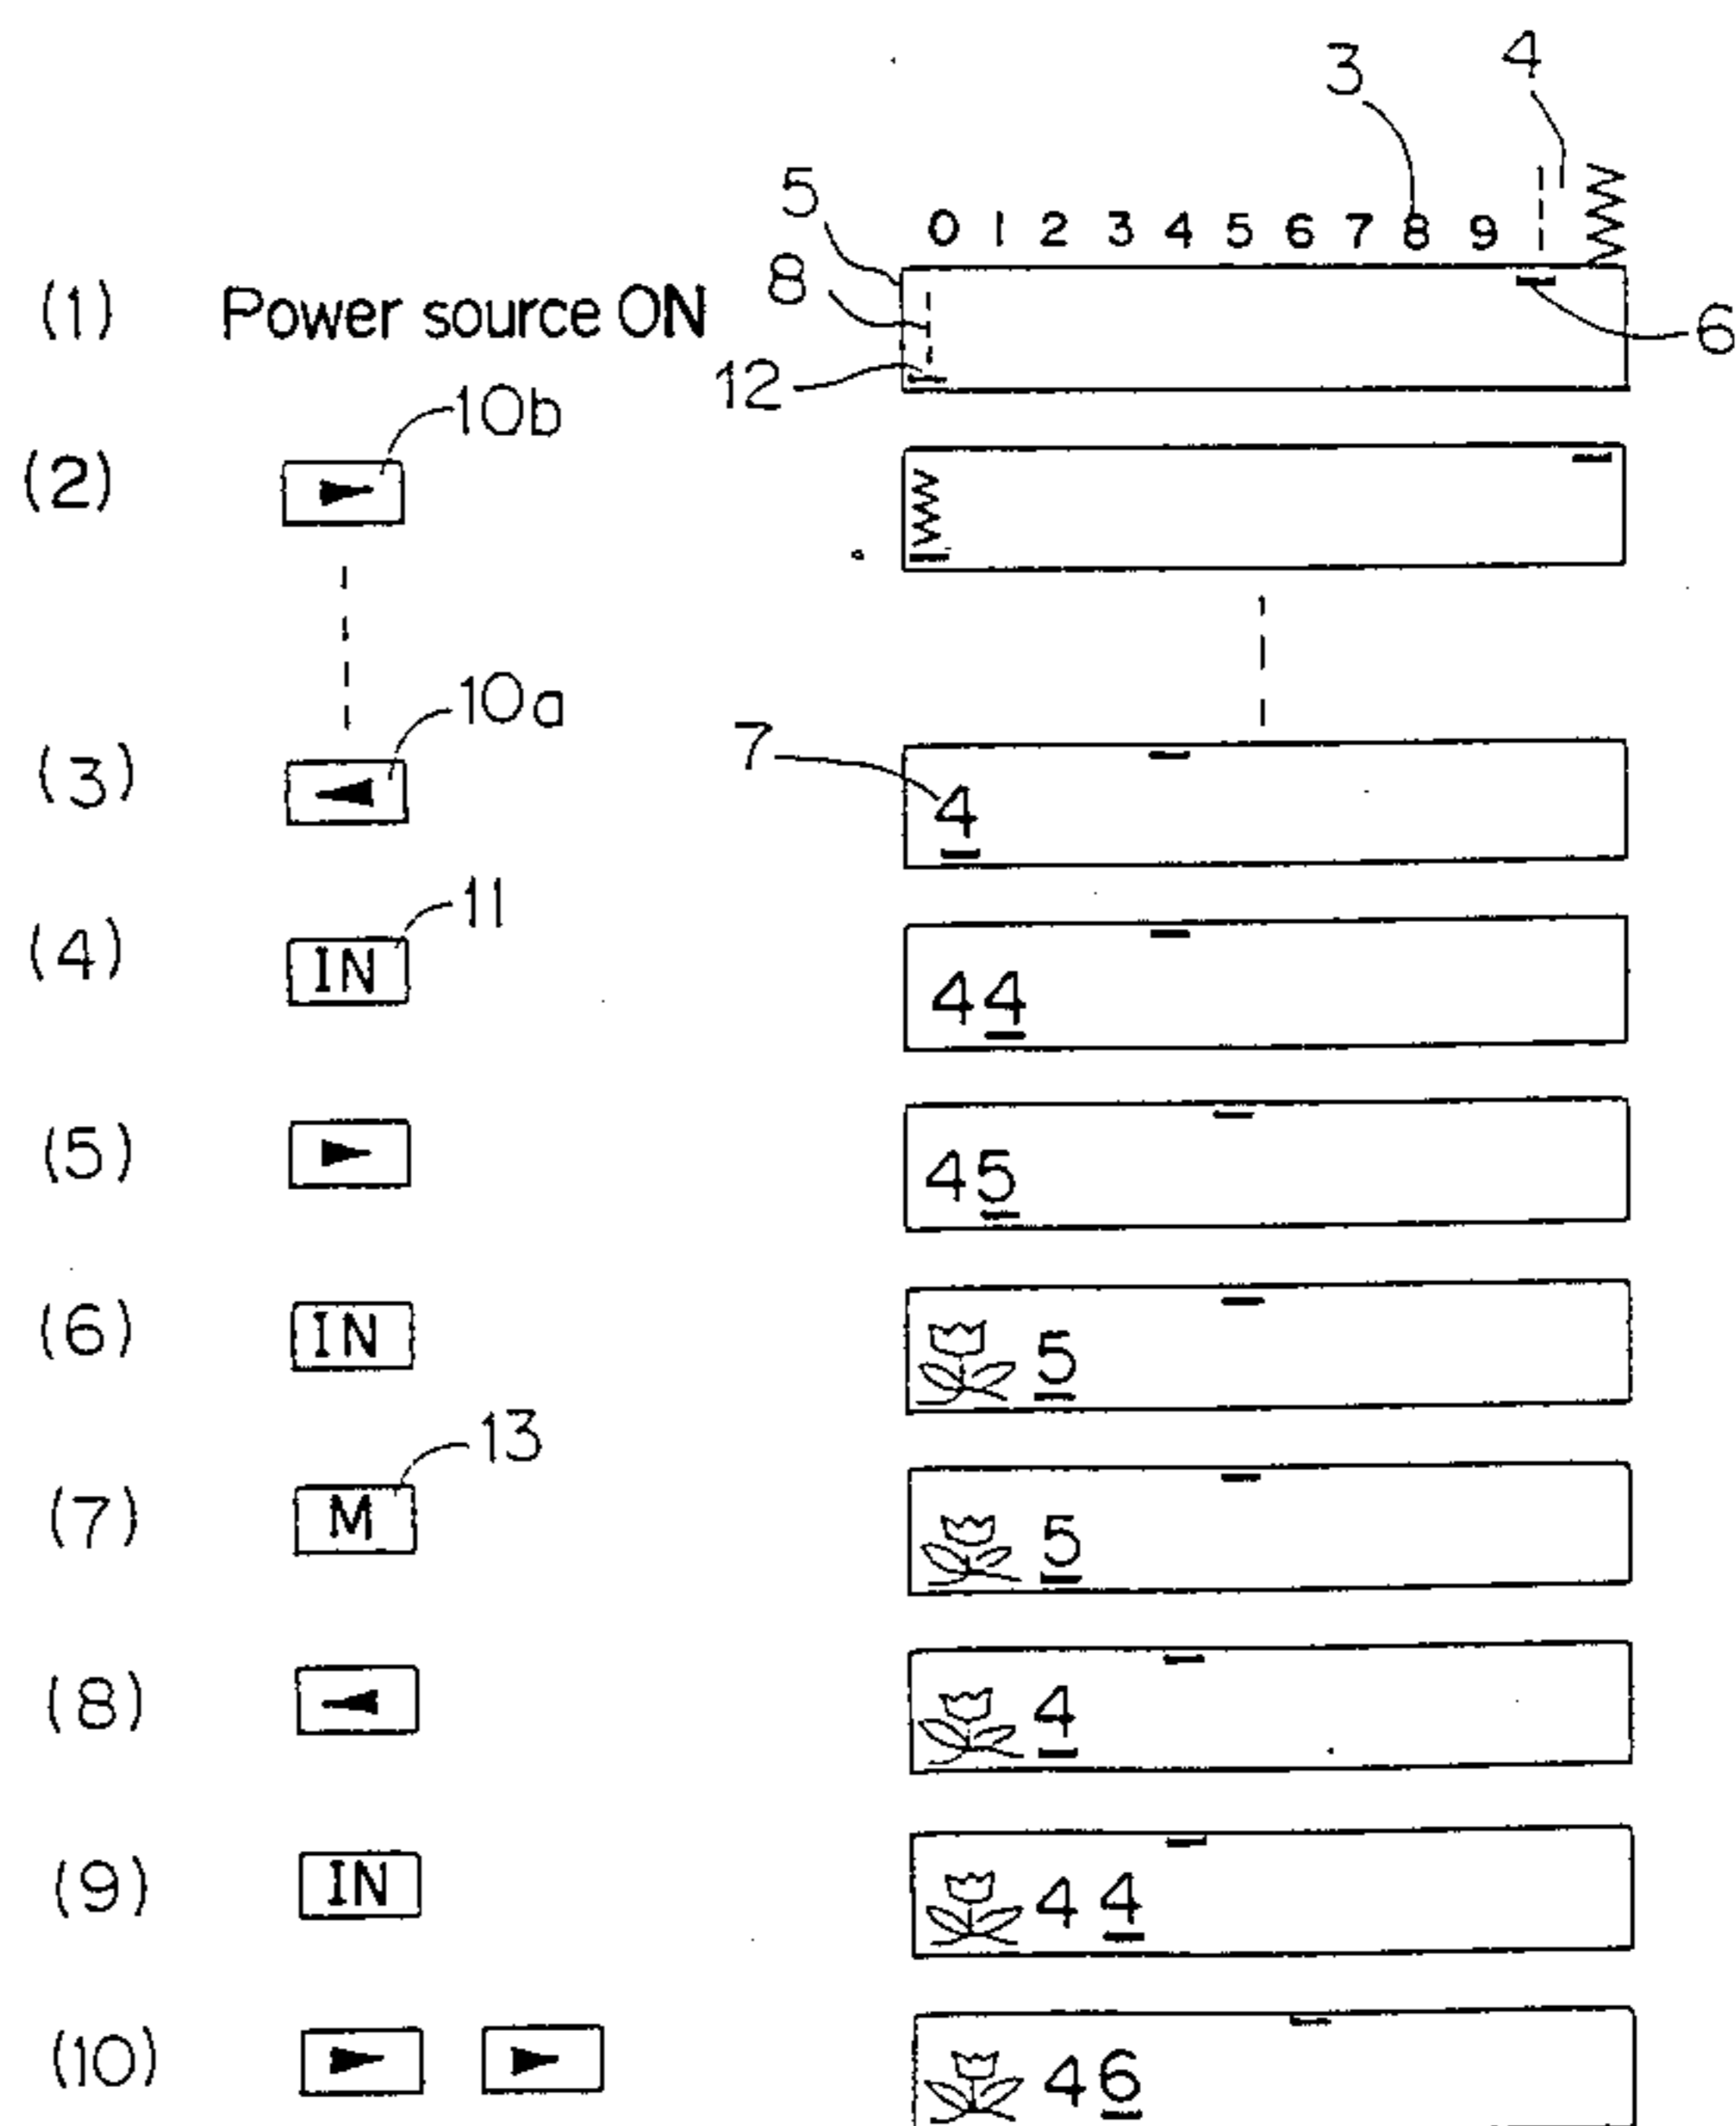 3 4
5 0 1 2 3 4 5 6 7 8 9
(1) Power source ON 8 6
12
10b
(2)
10a
(3) 7 4
11
(4) IN 44
(5) 45
(6) IN 5
13
(7) M 5
(8) 4
(9) IN 4 4
(10) 46